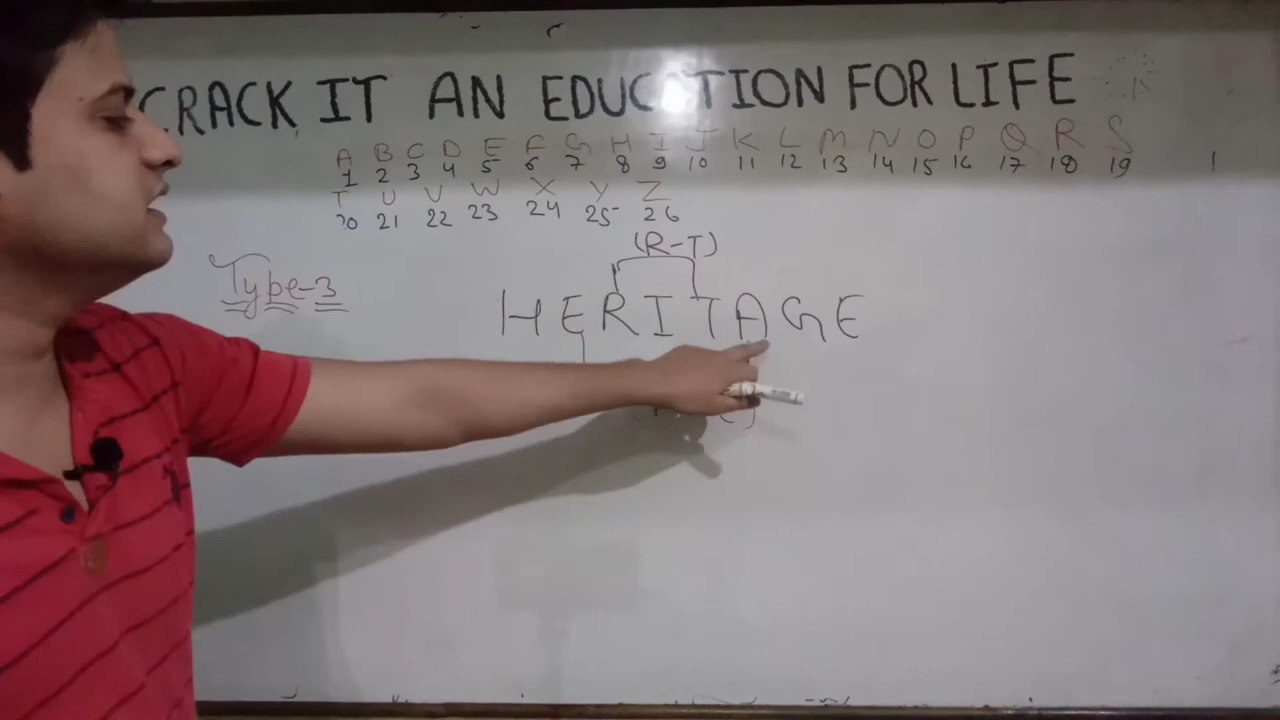 CRACK IT AN EDUCATION FOR LIFE
A B C D E F G H I J K L M N O P Q R S
1 2 3 4 5 6 7 8 9 10 11 12 13 14 15 16 17 18 19
T U V W X Y Z
20 21 22 23 24 25 26
(R-T)
Type-3
HERITAGE